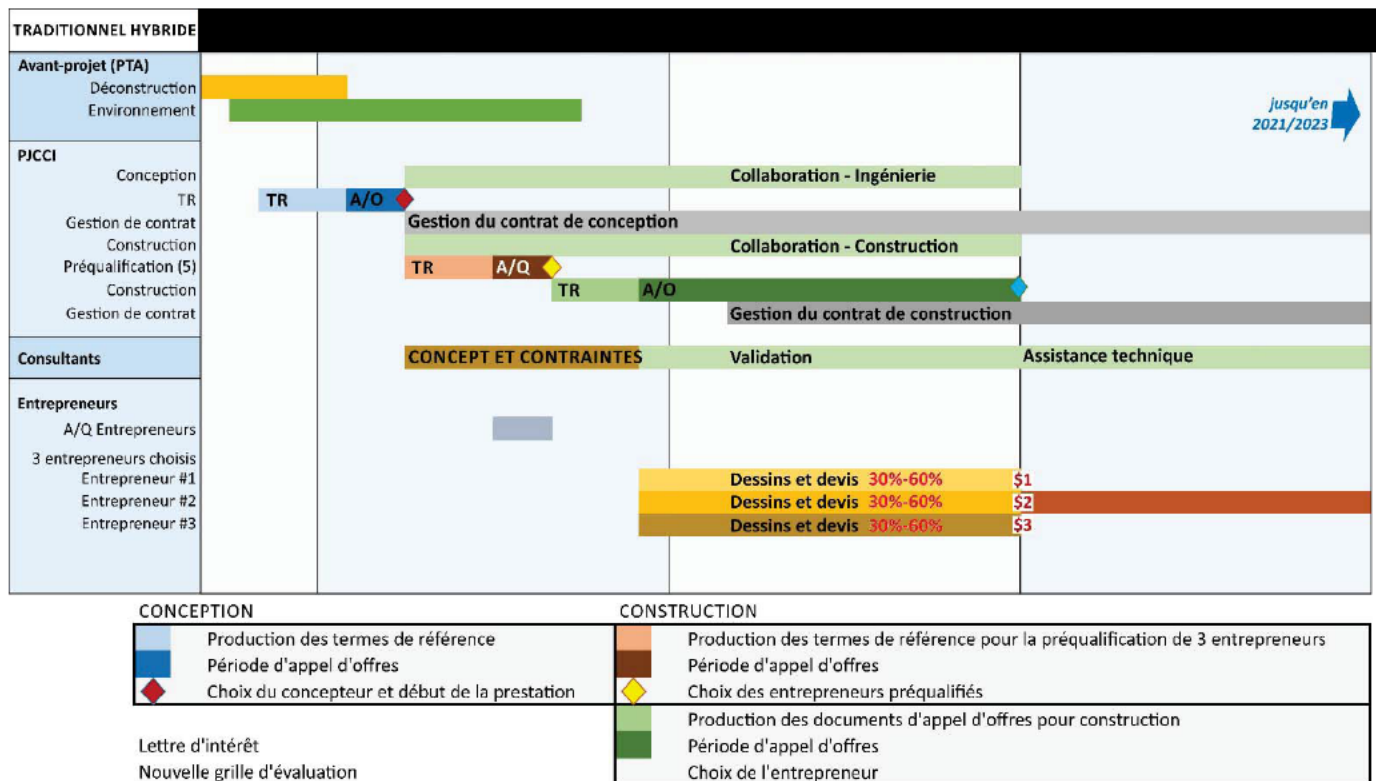 TRADITIONNEL HYBRIDE
Avant-projet (PTA)
Déconstruction
Environnement
jusqu'en
2021/2023
PJCCI
Conception
Collaboration - Ingénierie
TR
TR
A/O
Gestion de contrat
Gestion du contrat de conception
Construction
Collaboration - Construction
Préqualification (5)
TR
A/Q
Construction
TR
A/O
Gestion de contrat
Gestion du contrat de construction
Consultants
CONCEPT ET CONTRAINTES
Validation
Assistance technique
Entrepreneurs
A/Q Entrepreneurs
3 entrepreneurs choisis
Entrepreneur #1
Dessins et devis 30%-60%
$1
Entrepreneur #2
Dessins et devis 30%-60%
$2
Entrepreneur #3
Dessins et devis 30%-60%
$3
CONCEPTION
Production des termes de référence
Période d'appel d'offres
Choix du concepteur et début de la prestation
Lettre d'intérêt
Nouvelle grille d'évaluation
CONSTRUCTION
Production des termes de référence pour la préqualification de 3 entrepreneurs
Période d'appel d'offres
Choix des entrepreneurs préqualifiés
Production des documents d'appel d'offres pour construction
Période d'appel d'offres
Choix de l'entrepreneur